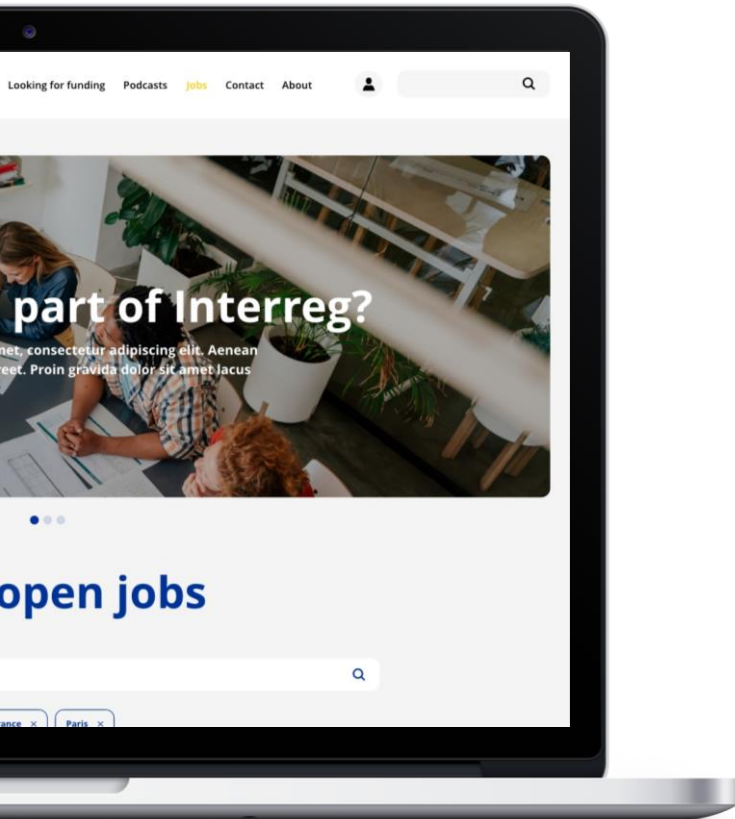 Looking for funding Podcasts Jobs Contact About
part of Interreg?
met, consectetur adipiscing elit. Aenean
reet. Proin gravida dolor sit amet lacus
open jobs
rance × Paris ×